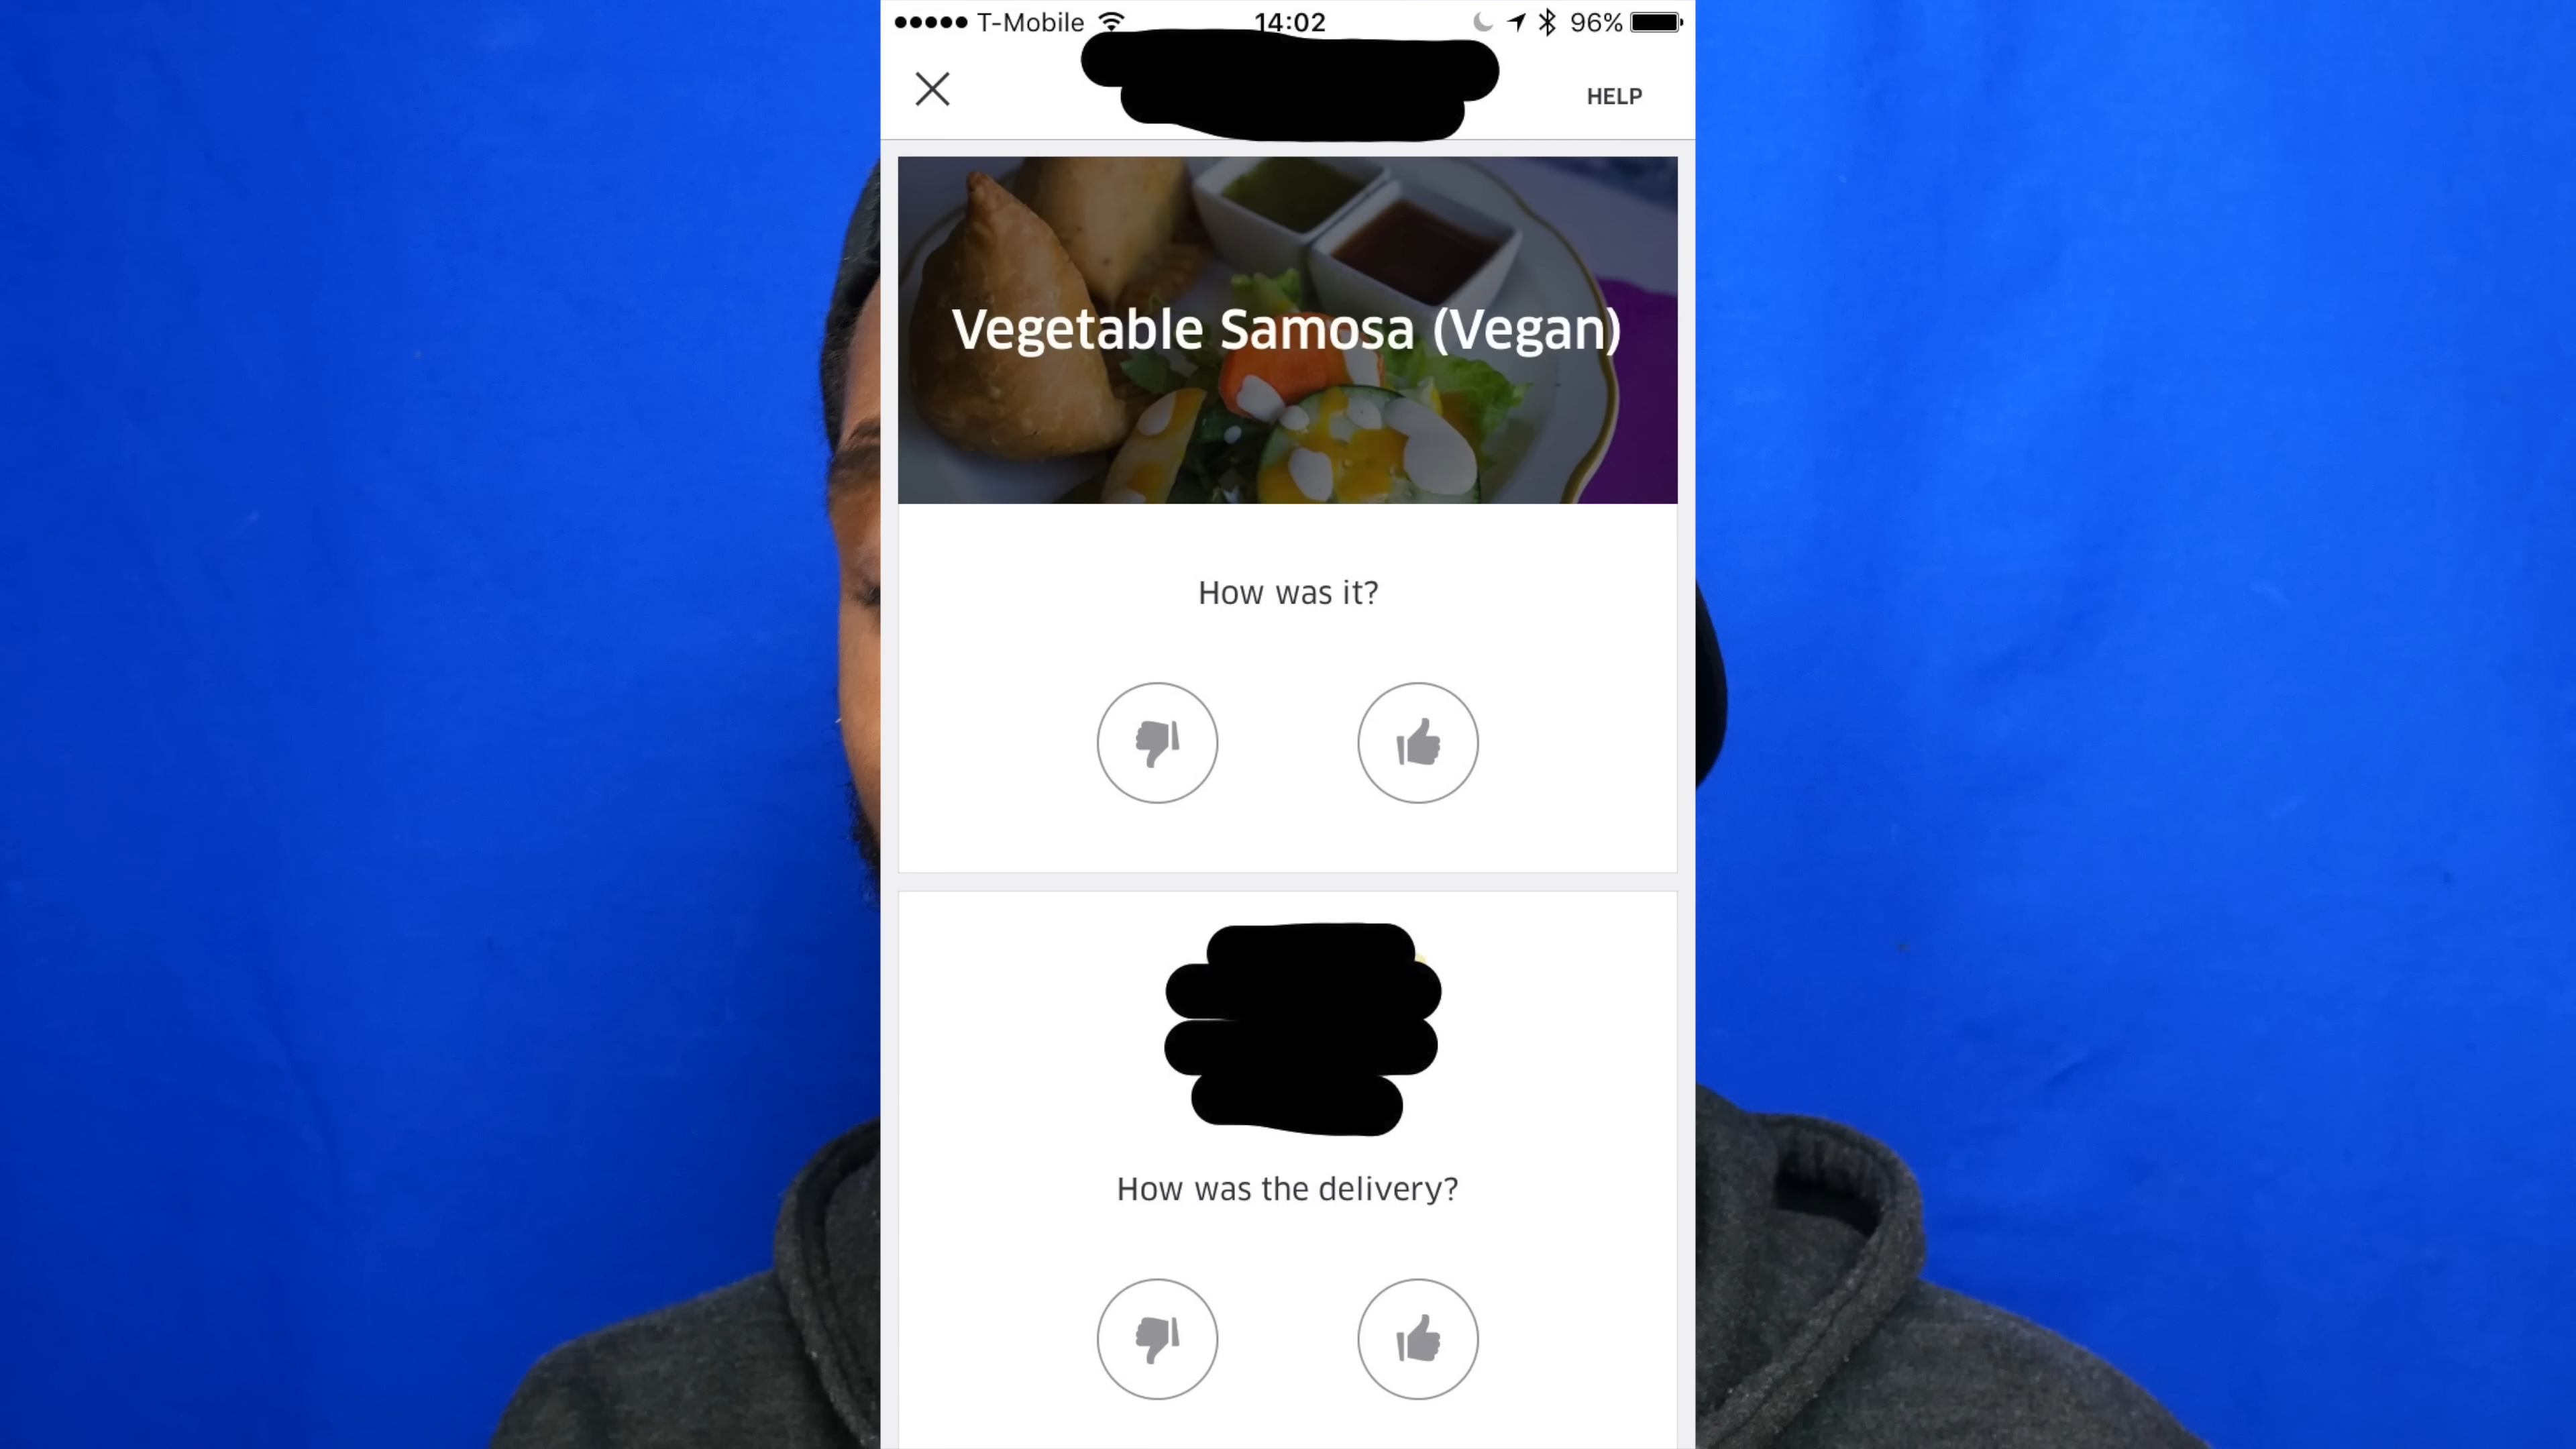 T-Mobile 14:02 96%
HELP
Vegetable Samosa (Vegan)
How was it?
How was the delivery?